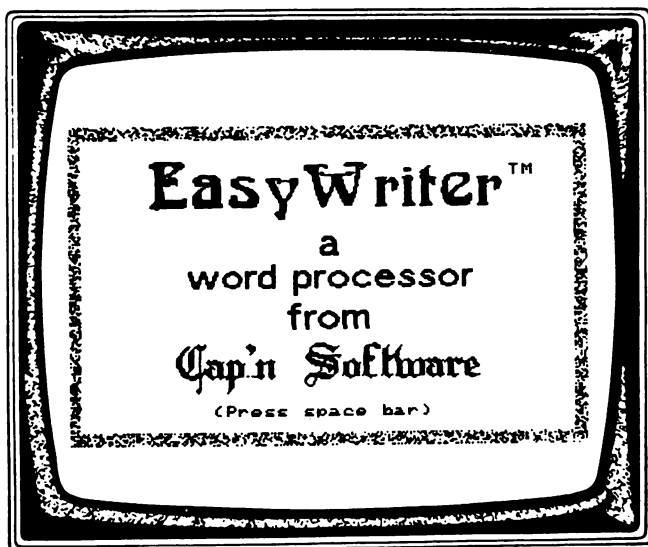 EasyWriter™
a
word processor
from
Cap'n Software
(Press space bar)